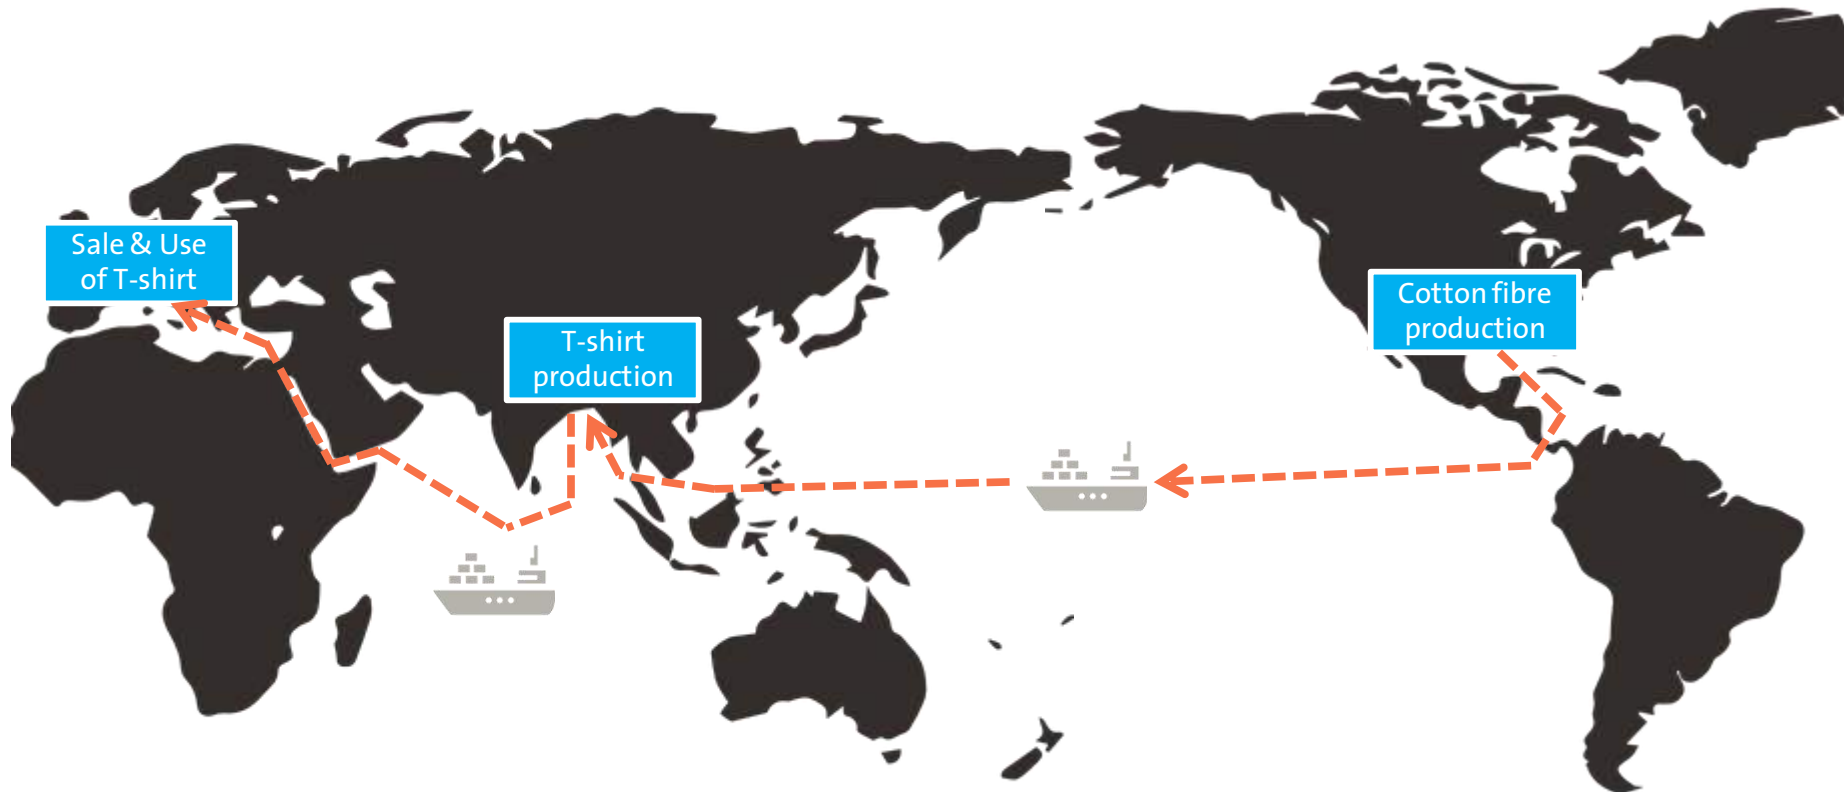 Sale & Use
of T-shirt
T-shirt
production
Cotton fibre
production